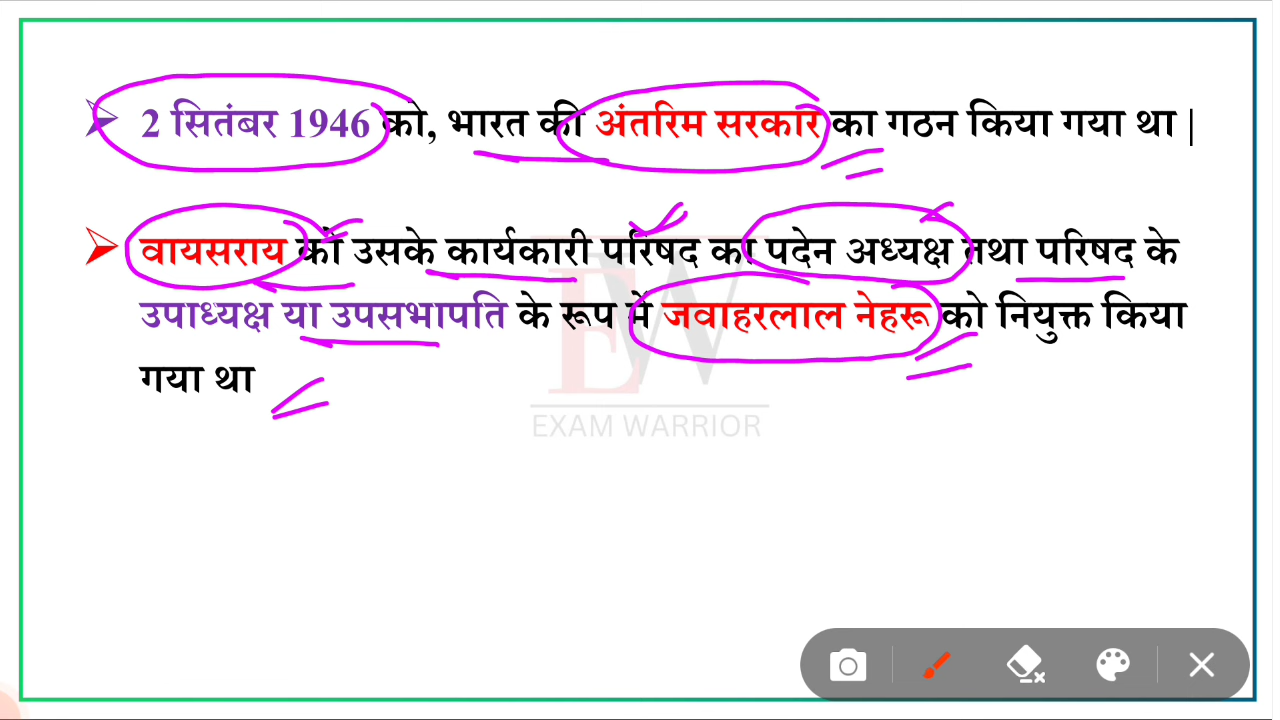 2 सितंबर 1946 को, भारत की अंतरिम सरकार का गठन किया गया था |
वायसराय को उसके कार्यकारी परिषद का पदेन अध्यक्ष तथा परिषद के
उपाध्यक्ष या उपसभापति के रूप में जवाहरलाल नेहरू को नियुक्त किया
गया था
EW
EXAM WARRIOR